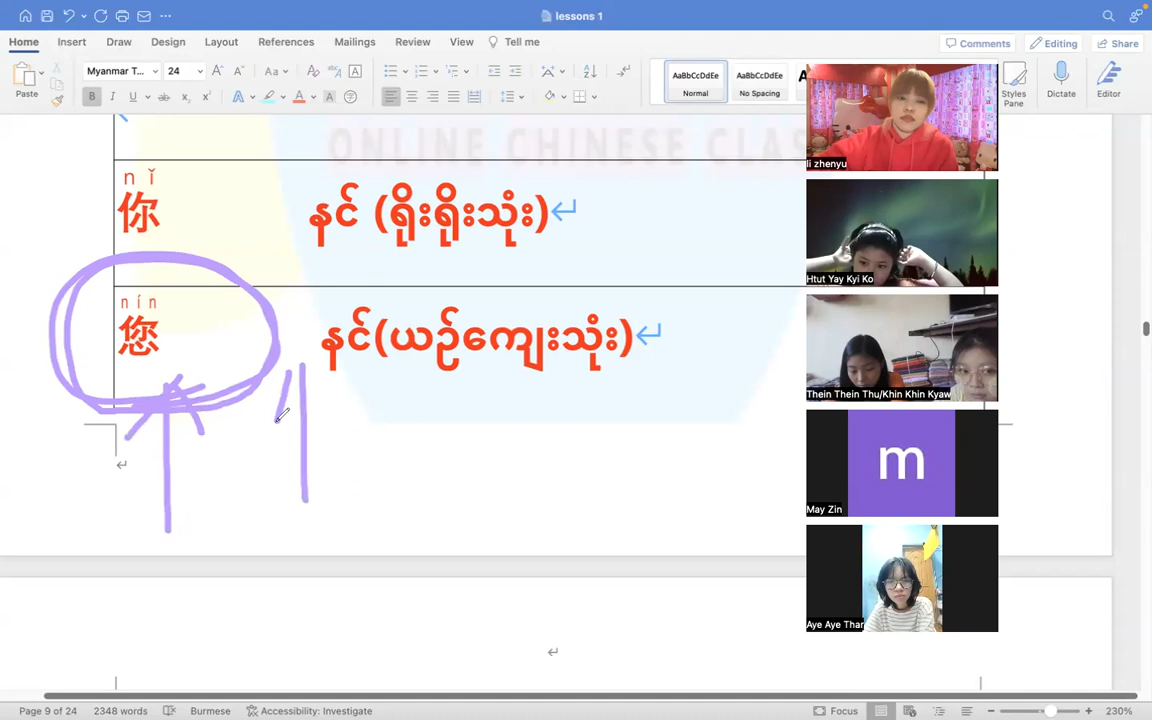 lessons 1
Home Insert Draw Design Layout References Mailings Review View Tell me
Comments Editing Share
Paste
Myanmar T... 24
AaBbCcDdEe
Normal
AaBbCcDdEe
No Spacing
Styles Pane
Dictate
Editor
ONLINE CHINESE CLAS
nǐ
你 နင် (ရိုးရိုးသုံး)
nín
您 နင်(ယဉ်ကျေးသုံး)
li zhenyu
Htut Yay Kyi Ko
Thein Thein Thu/Khin Khin Kyaw
m
May Zin
Aye Aye Thar
Page 9 of 24 2348 words Burmese Accessibility: Investigate Focus 230%